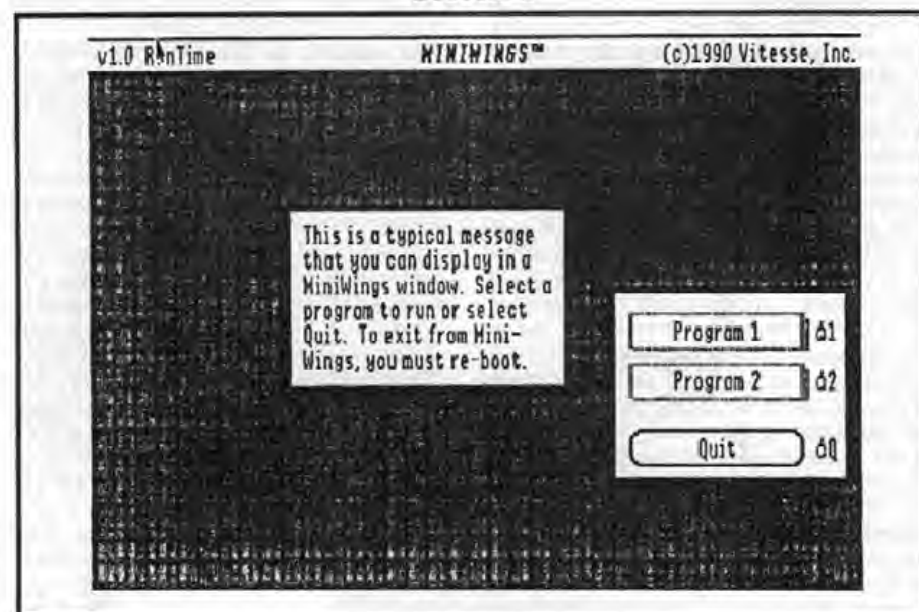 v1.0 RunTime MINIWINGS™ (c)1990 Vitesse, Inc.
This is a typical message
that you can display in a
MiniWings window. Select a
program to run or select
Quit. To exit from Mini-
Wings, you must re-boot.
Program 1 1
Program 2 2
Quit Q